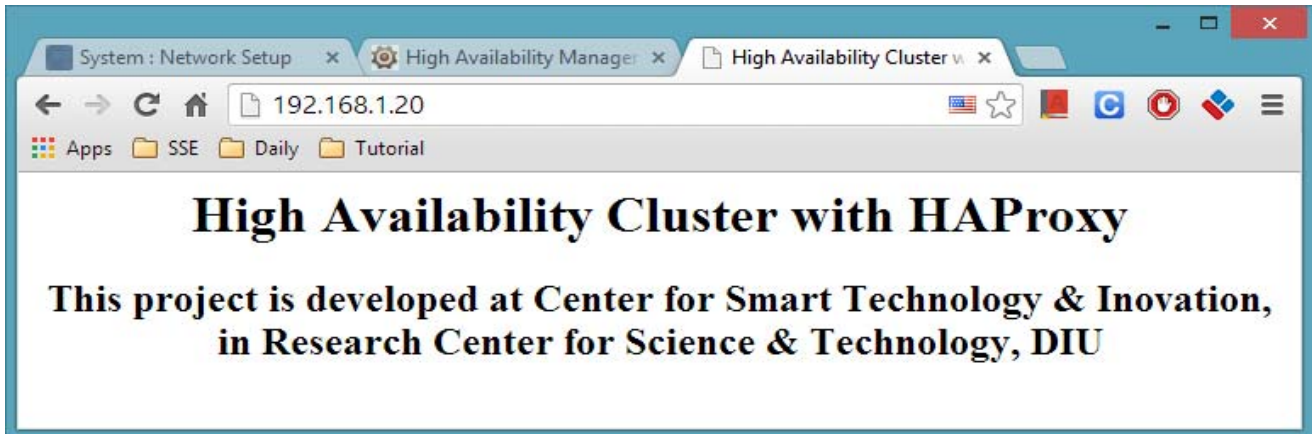 System : Network Setup
High Availability Manager
High Availability Cluster w
192.168.1.20
Apps SSE Daily Tutorial
High Availability Cluster with HAProxy
This project is developed at Center for Smart Technology & Inovation,
in Research Center for Science & Technology, DIU